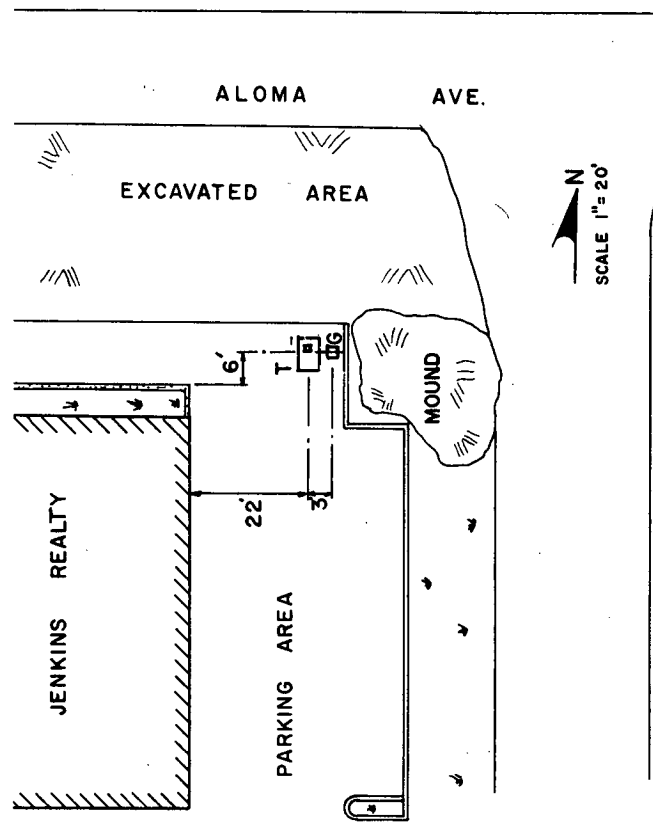 ALOMA AVE.
EXCAVATED AREA
N
SCALE 1"= 20'
6'
T
G
MOUND
22'
3'
JENKINS REALTY
PARKING AREA